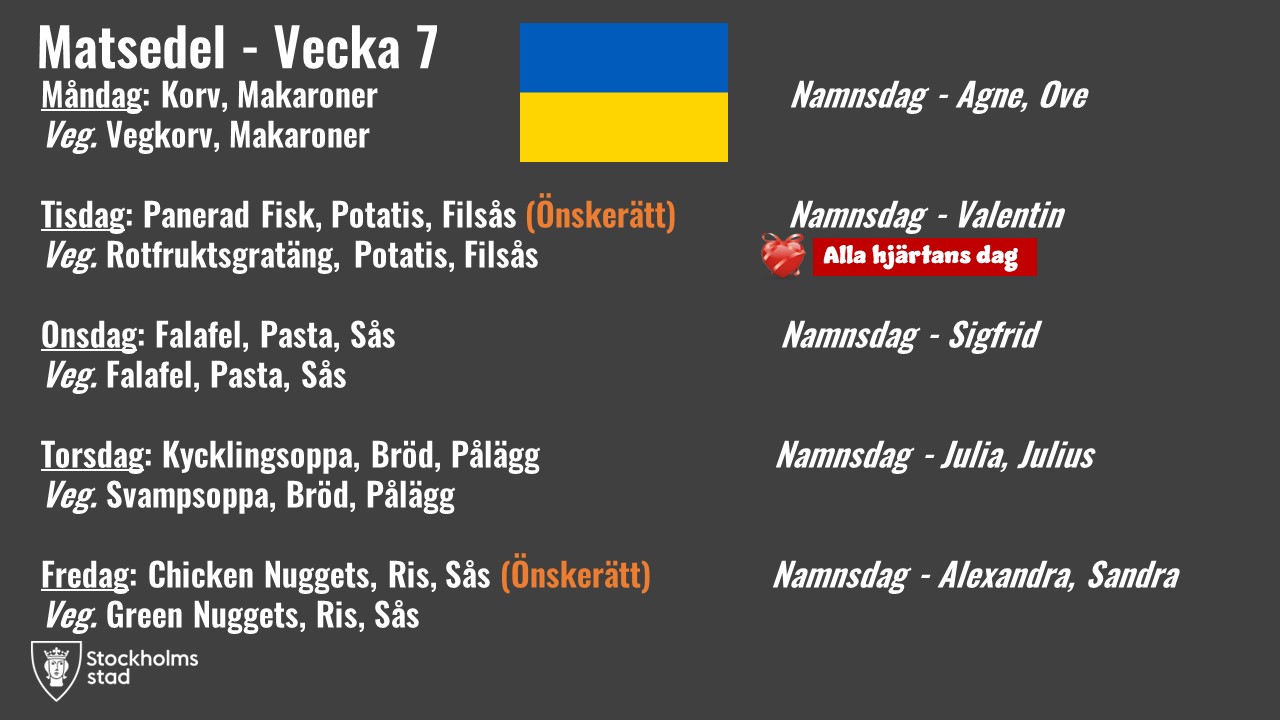 Matsedel - Vecka 7
Måndag: Korv, Makaroner
Namnsdag - Agne, Ove
Veg. Vegkorv, Makaroner
Tisdag: Panerad Fisk, Potatis, Filsås (Önskerätt)
Namnsdag - Valentin
Veg. Rotfruktsgratäng, Potatis, Filsås
Alla hjärtans dag
Onsdag: Falafel, Pasta, Sås
Namnsdag - Sigfrid
Veg. Falafel, Pasta, Sås
Torsdag: Kycklingsoppa, Bröd, Pålägg
Namnsdag - Julia, Julius
Veg. Svampsoppa, Bröd, Pålägg
Fredag: Chicken Nuggets, Ris, Sås (Önskerätt)
Namnsdag - Alexandra, Sandra
Veg. Green Nuggets, Ris, Sås
Stockholms
stad